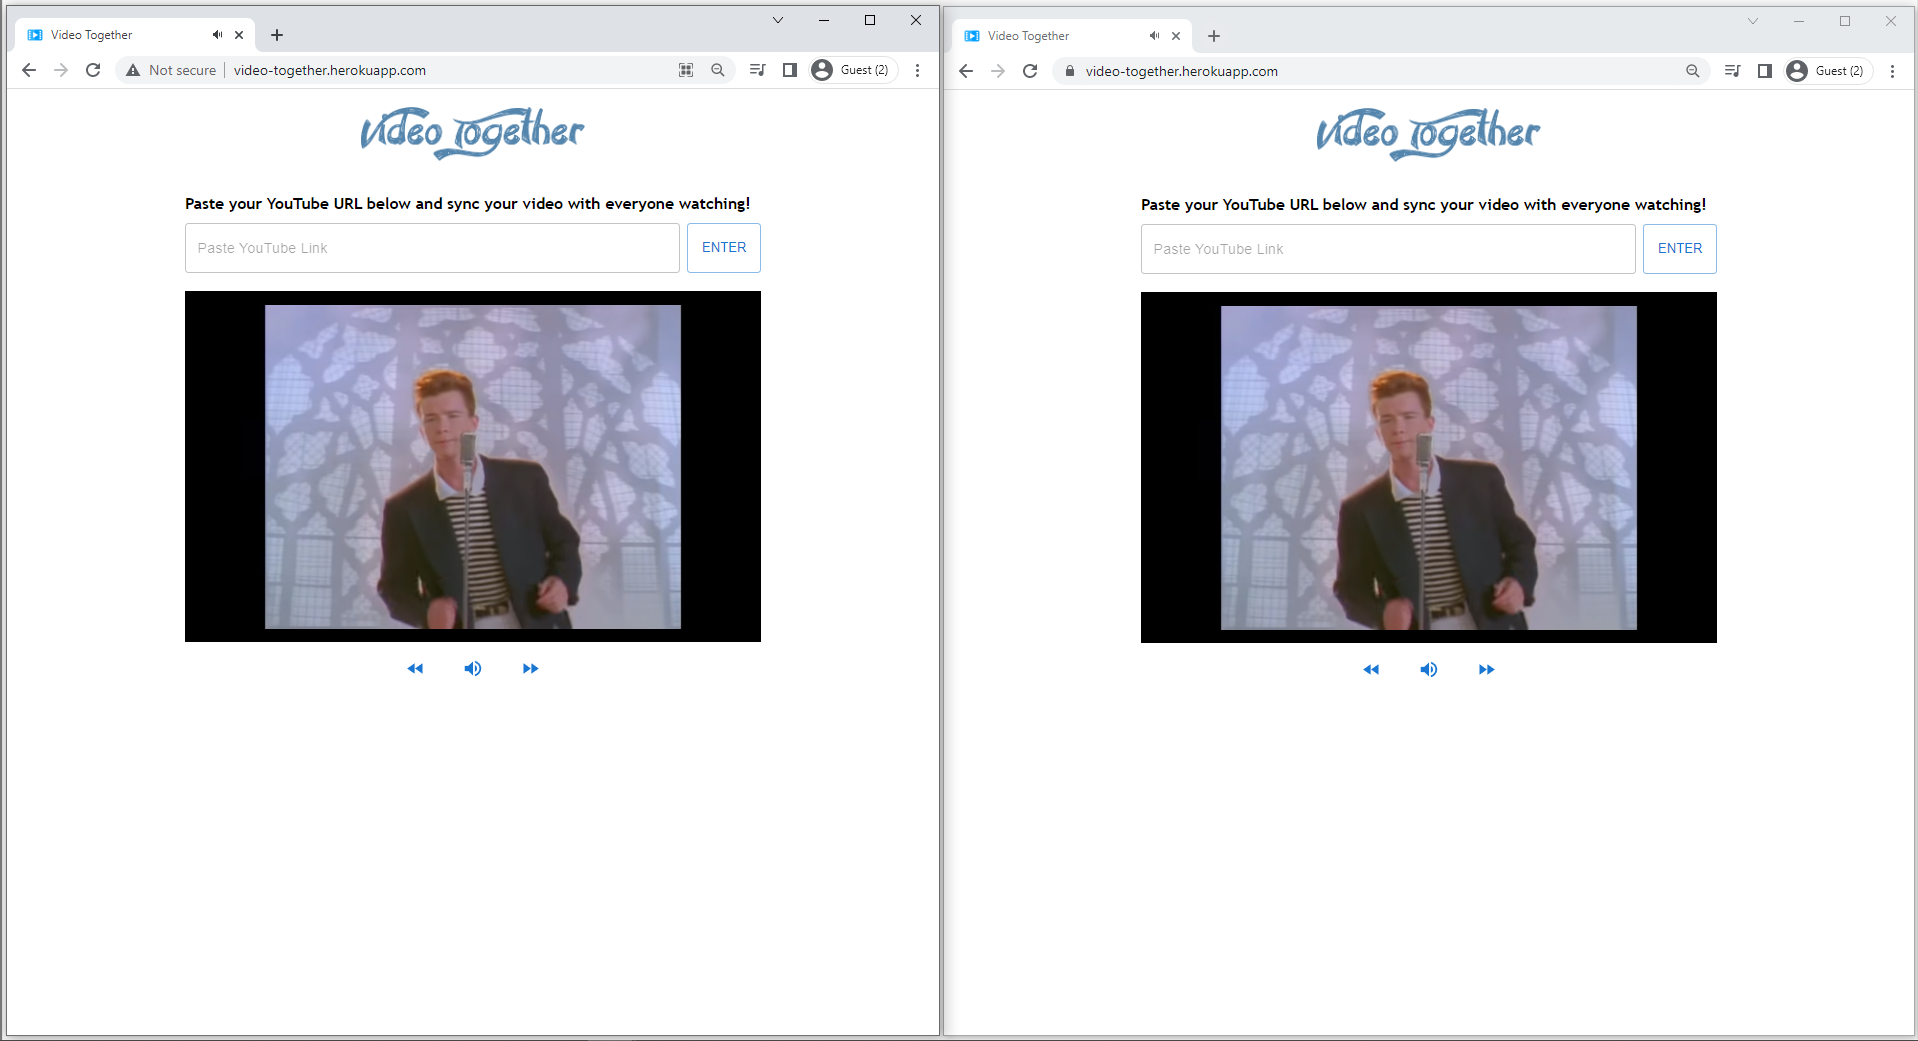 Video Together
Not secure
video-together.herokuapp.com
Guest (2)
Video Together
Paste your YouTube URL below and sync your video with everyone watching!
Paste YouTube Link
ENTER
Video Together
video-together.herokuapp.com
Guest (2)
Video Together
Paste your YouTube URL below and sync your video with everyone watching!
Paste YouTube Link
ENTER